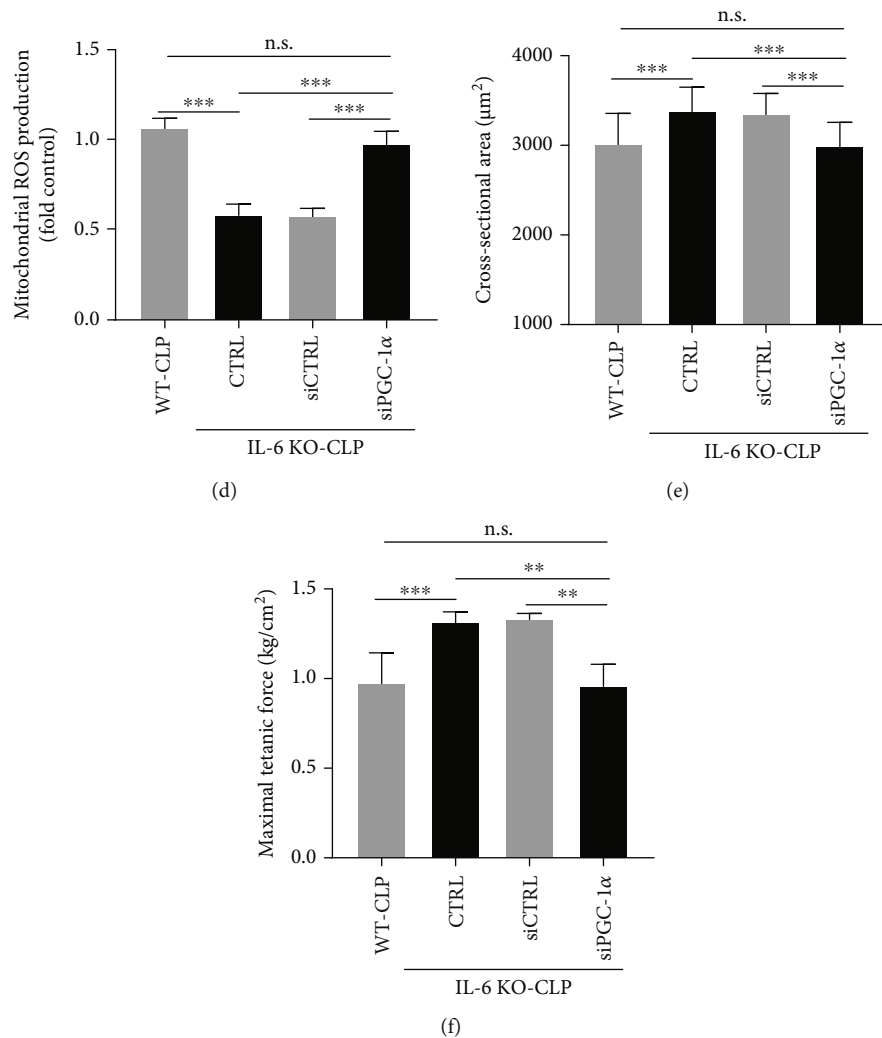 n.s.
***
***
***
1.5
1.0
0.5
0.0
Mitochondrial ROS production
(fold control)
WT-CLP
CTRL
siCTRL
siPGC-1α
IL-6 KO-CLP
(d)
n.s.
***
***
***
4000
3000
2000
1000
Cross-sectional area (μm²)
WT-CLP
CTRL
siCTRL
siPGC-1α
IL-6 KO-CLP
(e)
n.s.
**
***
**
1.5
1.0
0.5
0.0
Maximal tetanic force (kg/cm²)
WT-CLP
CTRL
siCTRL
siPGC-1α
IL-6 KO-CLP
(f)